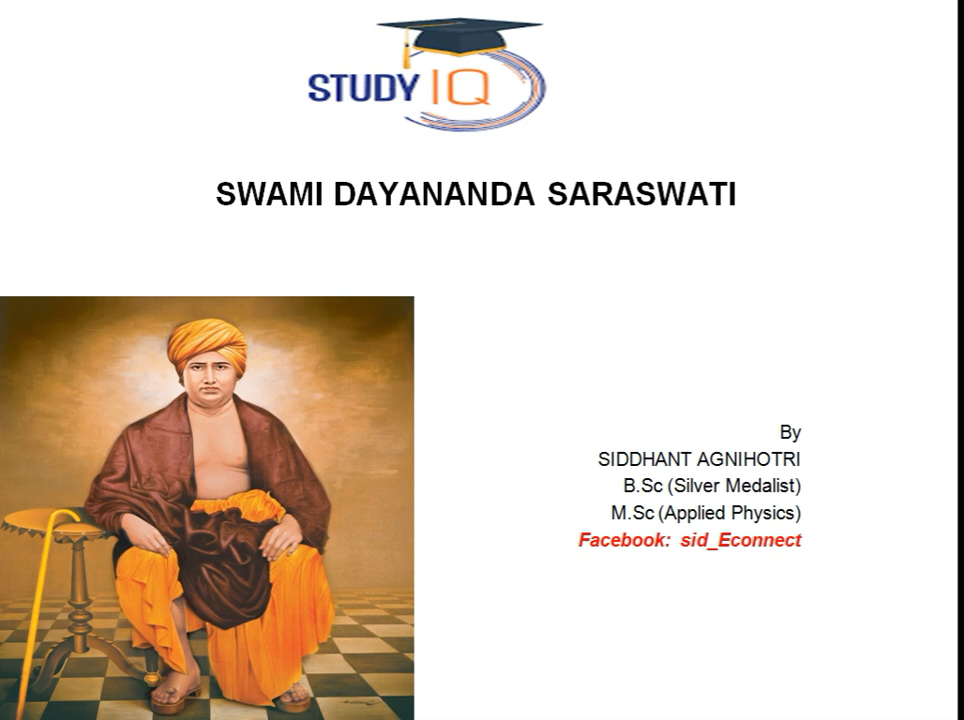 STUDY IQ
SWAMI DAYANANDA SARASWATI
By
SIDDHANT AGNIHOTRI
B.Sc (Silver Medalist)
M.Sc (Applied Physics)
Facebook: sid_Econnect